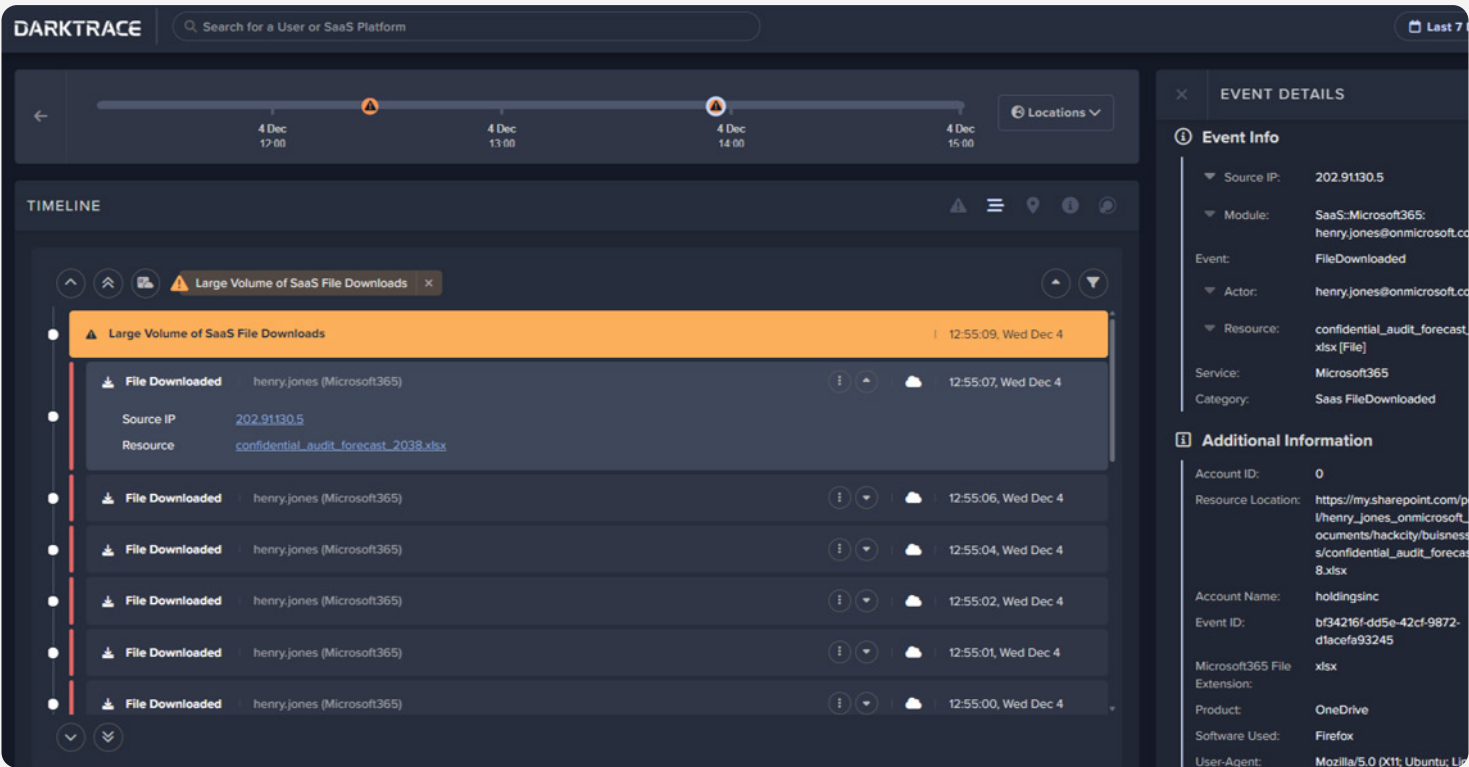 DARKTRACE
Search for a User or SaaS Platform
Last 7
4 Dec
12:00
4 Dec
13:00
4 Dec
14:00
4 Dec
15:00
Locations
TIMELINE
Large Volume of SaaS File Downloads ×
Large Volume of SaaS File Downloads 12:55:09, Wed Dec 4
File Downloaded henry.jones (Microsoft365) 12:55:07, Wed Dec 4
Source IP 202.91.130.5
Resource confidential_audit_forecast_2038.xlsx
File Downloaded henry.jones (Microsoft365) 12:55:06, Wed Dec 4
File Downloaded henry.jones (Microsoft365) 12:55:04, Wed Dec 4
File Downloaded henry.jones (Microsoft365) 12:55:02, Wed Dec 4
File Downloaded henry.jones (Microsoft365) 12:55:01, Wed Dec 4
File Downloaded henry.jones (Microsoft365) 12:55:00, Wed Dec 4
× EVENT DETAILS
Event Info
Source IP: 202.91.130.5
Module: SaaS::Microsoft365:
henry.jones@onmicrosoft.co
Event: FileDownloaded
Actor: henry.jones@onmicrosoft.co
Resource: confidential_audit_forecast_
xlsx [File]
Service: Microsoft365
Category: Saas FileDownloaded
Additional Information
Account ID: 0
Resource Location: https://my.sharepoint.com/p
l/henry_jones_onmicrosoft_
ocuments/hackcity/buisness
s/confidential_audit_forecas
8.xlsx
Account Name: holdingsinc
Event ID: bf34216f-dd5e-42cf-9872-
d1acefa93245
Microsoft365 File xlsx
Extension:
Product: OneDrive
Software Used: Firefox
User-Agent: Mozilla/5.0 (X11; Ubuntu; Li